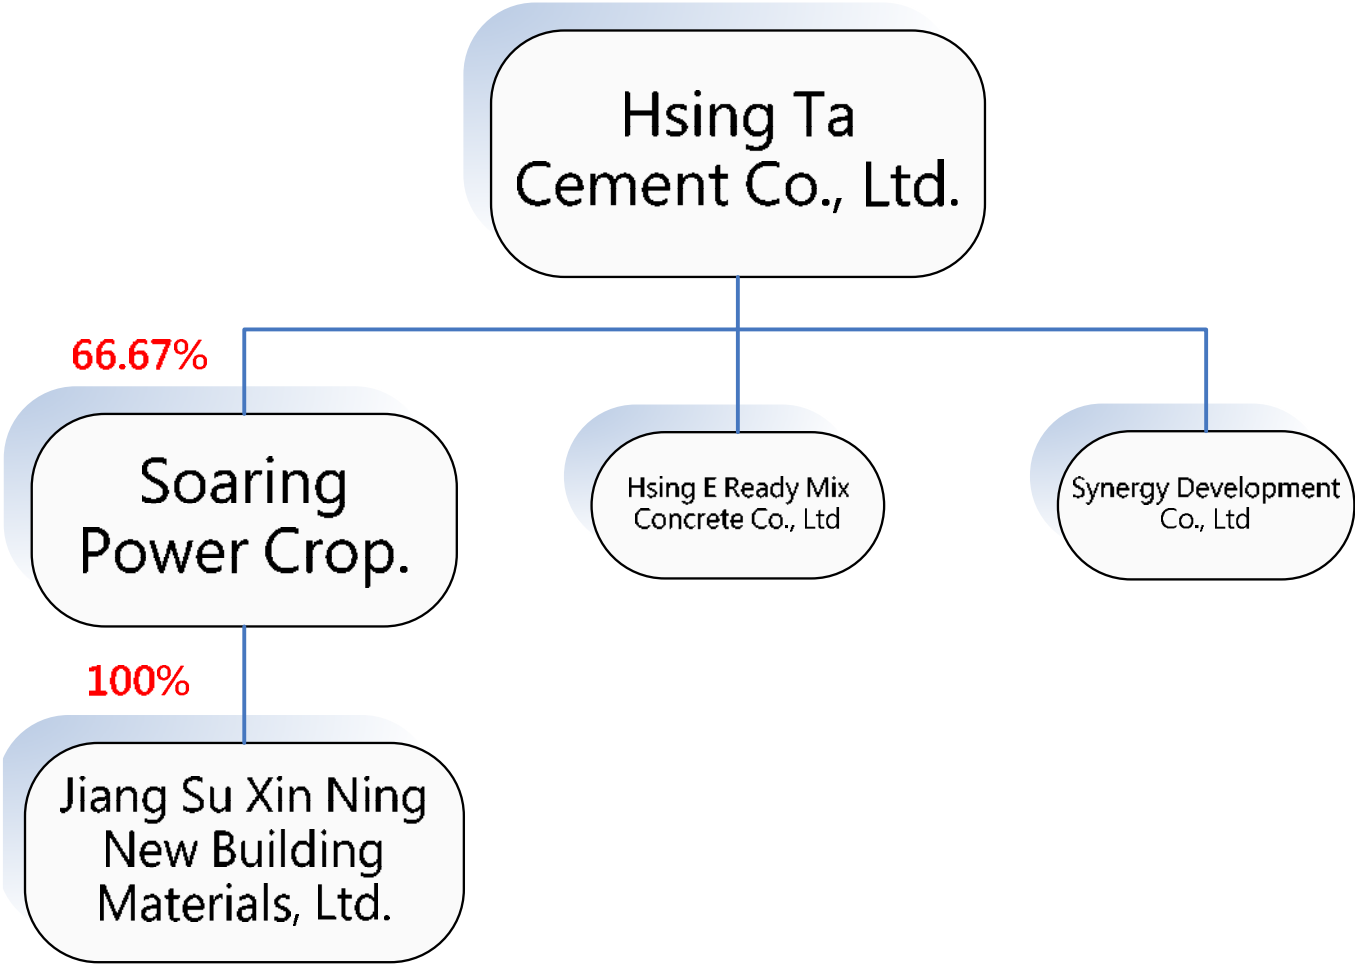 Hsing Ta
Cement Co., Ltd.
66.67%
Soaring
Power Crop.
Hsing E Ready Mix
Concrete Co., Ltd
Synergy Development
Co., Ltd
100%
Jiang Su Xin Ning
New Building
Materials, Ltd.